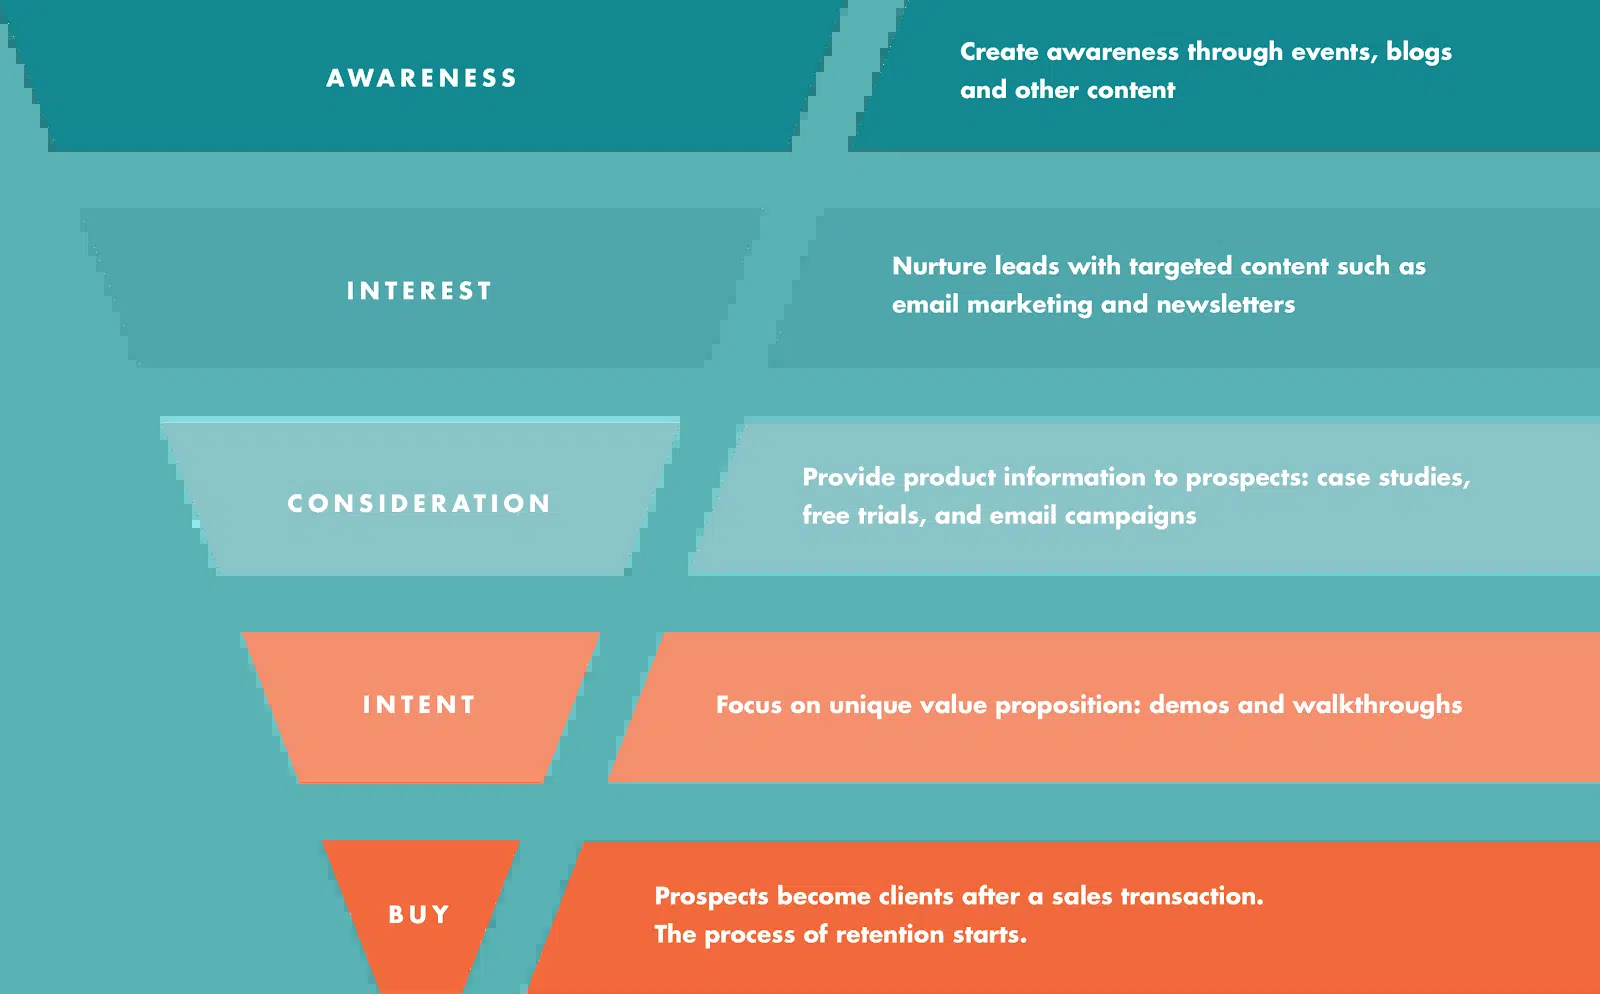 AWARENESS
Create awareness through events, blogs
and other content
INTEREST
Nurture leads with targeted content such as
email marketing and newsletters
CONSIDERATION
Provide product information to prospects: case studies,
free trials, and email campaigns
INTENT
Focus on unique value proposition: demos and walkthroughs
BUY
Prospects become clients after a sales transaction.
The process of retention starts.